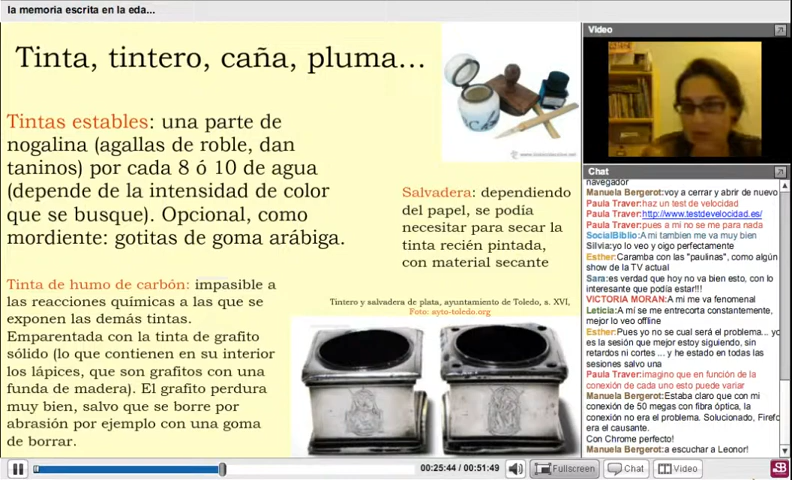 la memoria escrita en la eda...
Tinta, tintero, caña, pluma...
Tintas estables: una parte de
nogalina (agallas de roble, dan
taninos) por cada 8 ó 10 de agua
(depende de la intensidad de color
que se busque). Opcional, como
mordiente: gotitas de goma arábiga.
Salvadera: dependiendo
del papel, se podía
necesitar para secar la
tinta recién pintada,
con material secante
Tinta de humo de carbón: impasible a
las reacciones químicas a las que se
exponen las demás tintas.
Emparentada con la tinta de grafito
sólido (lo que contienen en su interior
los lápices, que son grafitos con una
funda de madera). El grafito perdura
muy bien, salvo que se borre por
abrasión por ejemplo con una goma
de borrar.
Tintero y salvadera de plata, ayuntamiento de Toledo, s. XVI,
Foto: ayto-toledo.org
Video
Chat
navegador
Manuela Bergerot:voy a cerrar y abrir de nuevo
Paula Traver:haz un test de velocidad
Paula Traver:http://www.testdevelocidad.es/
Paula Traver:pues a mi no se me para nada
SocialBiblio:A mi tambien me va muy bien
Silvia:yo lo veo y oigo perfectamente
Esther:Caramba con las "paulinas", como algún
show de la TV actual
Sara:es verdad que hoy no va bien esto, con lo
interesante que podía estar!!!
VICTORIA MORAN:A mi me va fenomenal
Leticia:A mí se me entrecorta constantemente,
mejor lo veo offline
Esther:Pues yo no se cual será el problema... yo
es la sesión que mejor estoy siguiendo, sin
retardos ni cortes ... y he estado en todas las
sesiones salvo una
Paula Traver:imagino que en función de la
conexión de cada uno esto puede variar
Manuela Bergerot:Estaba claro que con mi
conexión de 50 megas con fibra óptica, la
conexión no era el problema. Solucionado, Firefo
era el causante.
Con Chrome perfecto!
Manuela Bergerot:a escuchar a Leonor!
00:25:44 / 00:51:49
Fullscreen
Chat
Video
SB